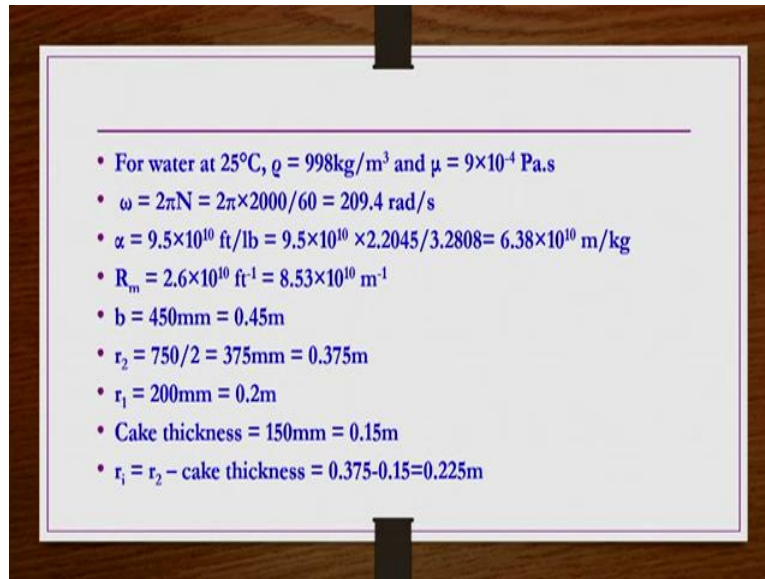 • For water at 25°C, ϱ = 998kg/m³ and μ = 9×10⁻⁴ Pa.s
• ω = 2πN = 2π×2000/60 = 209.4 rad/s
• α = 9.5×10¹⁰ ft/lb = 9.5×10¹⁰ ×2.2045/3.2808= 6.38×10¹⁰ m/kg
• Rₘ = 2.6×10¹⁰ ft⁻¹ = 8.53×10¹⁰ m⁻¹
• b = 450mm = 0.45m
• r₂ = 750/2 = 375mm = 0.375m
• r₁ = 200mm = 0.2m
• Cake thickness = 150mm = 0.15m
• rᵢ = r₂ – cake thickness = 0.375-0.15=0.225m